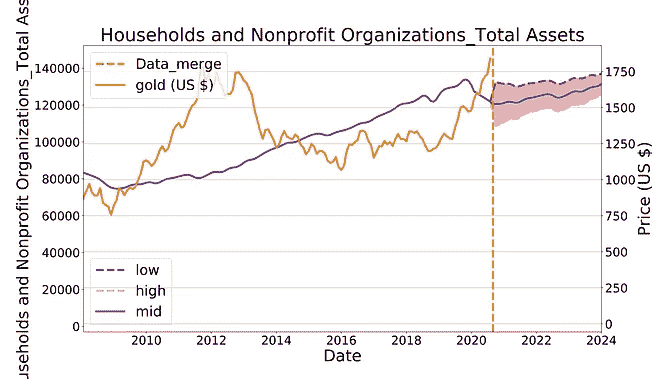 Households and Nonprofit Organizations_Total Assets
useholds and Nonprofit Organizations_Total Ass
140000
120000
100000
80000
60000
40000
20000
0
Data_merge
gold (US $)
low
high
mid
1750
1500
1250
1000
750
500
250
0
Price (US $)
2010
2012
2014
2016
2018
2020
2022
2024
Date